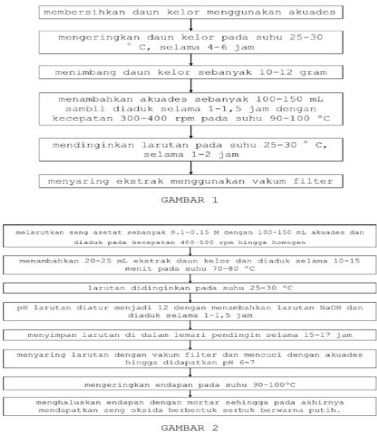 membersihkan daun kelor menggunakan akuades
mengeringkan daun kelor pada suhu 25-30
° C, selama 4-6 jam
menimbang daun kelor sebanyak 10-12 gram
menambahkan akuades sebanyak 100-150 mL
sambil diaduk selama 1-1,5 jam dengan
kecepatan 300-400 rpm pada suhu 90-100 °C
mendinginkan larutan pada suhu 25-30 ° C,
selama 1-2 jam
menyaring ekstrak menggunakan vakum filter
GAMBAR 1
melarutkan seng asetat sebanyak 0.1-0.15 M dengan 100-150 mL akuades dan
diaduk pada kecepatan 400-500 rpm hingga homogen
menambahkan 20-25 mL ekstrak daun kelor dan diaduk selama 10-15
menit pada suhu 70-80 °C
larutan didinginkan pada suhu 25-30 °C
pH larutan diatur menjadi 12 dengan menambahkan larutan NaOH dan
diaduk selama 1-1,5 jam
menyimpan larutan di dalam lemari pendingin selama 15-17 jam
menyaring larutan dengan vakum filter dan mencuci dengan akuades
hingga didapatkan pH 6-7
mengeringkan endapan pada suhu 90-100°C
menghaluskan endapan dengan mortar sehingga pada akhirnya
mendapatkan seng oksida berbentuk serbuk berwarna putih.
GAMBAR 2